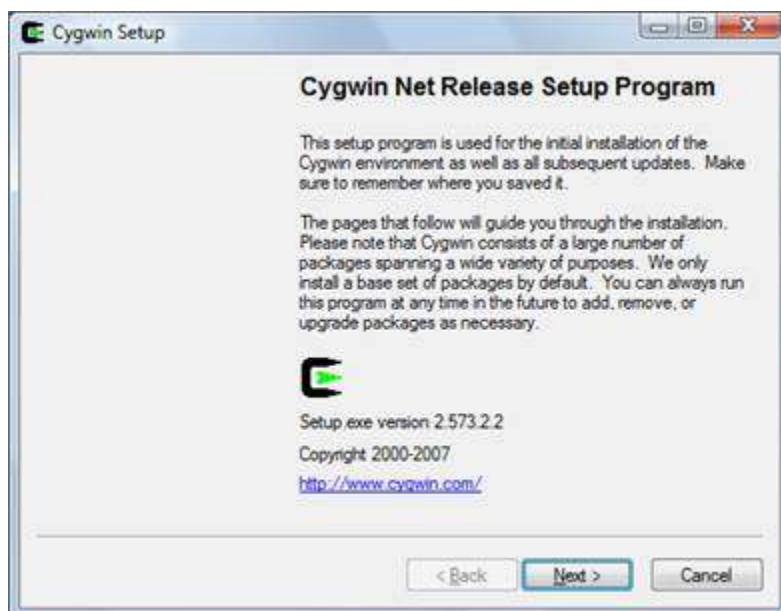 Cygwin Setup
Cygwin Net Release Setup Program
This setup program is used for the initial installation of the
Cygwin environment as well as all subsequent updates. Make
sure to remember where you saved it.
The pages that follow will guide you through the installation.
Please note that Cygwin consists of a large number of
packages spanning a wide variety of purposes. We only
install a base set of packages by default. You can always run
this program at any time in the future to add, remove, or
upgrade packages as necessary.
Setup.exe version 2.573.2.2
Copyright 2000-2007
http://www.cygwin.com/
< Back Next > Cancel